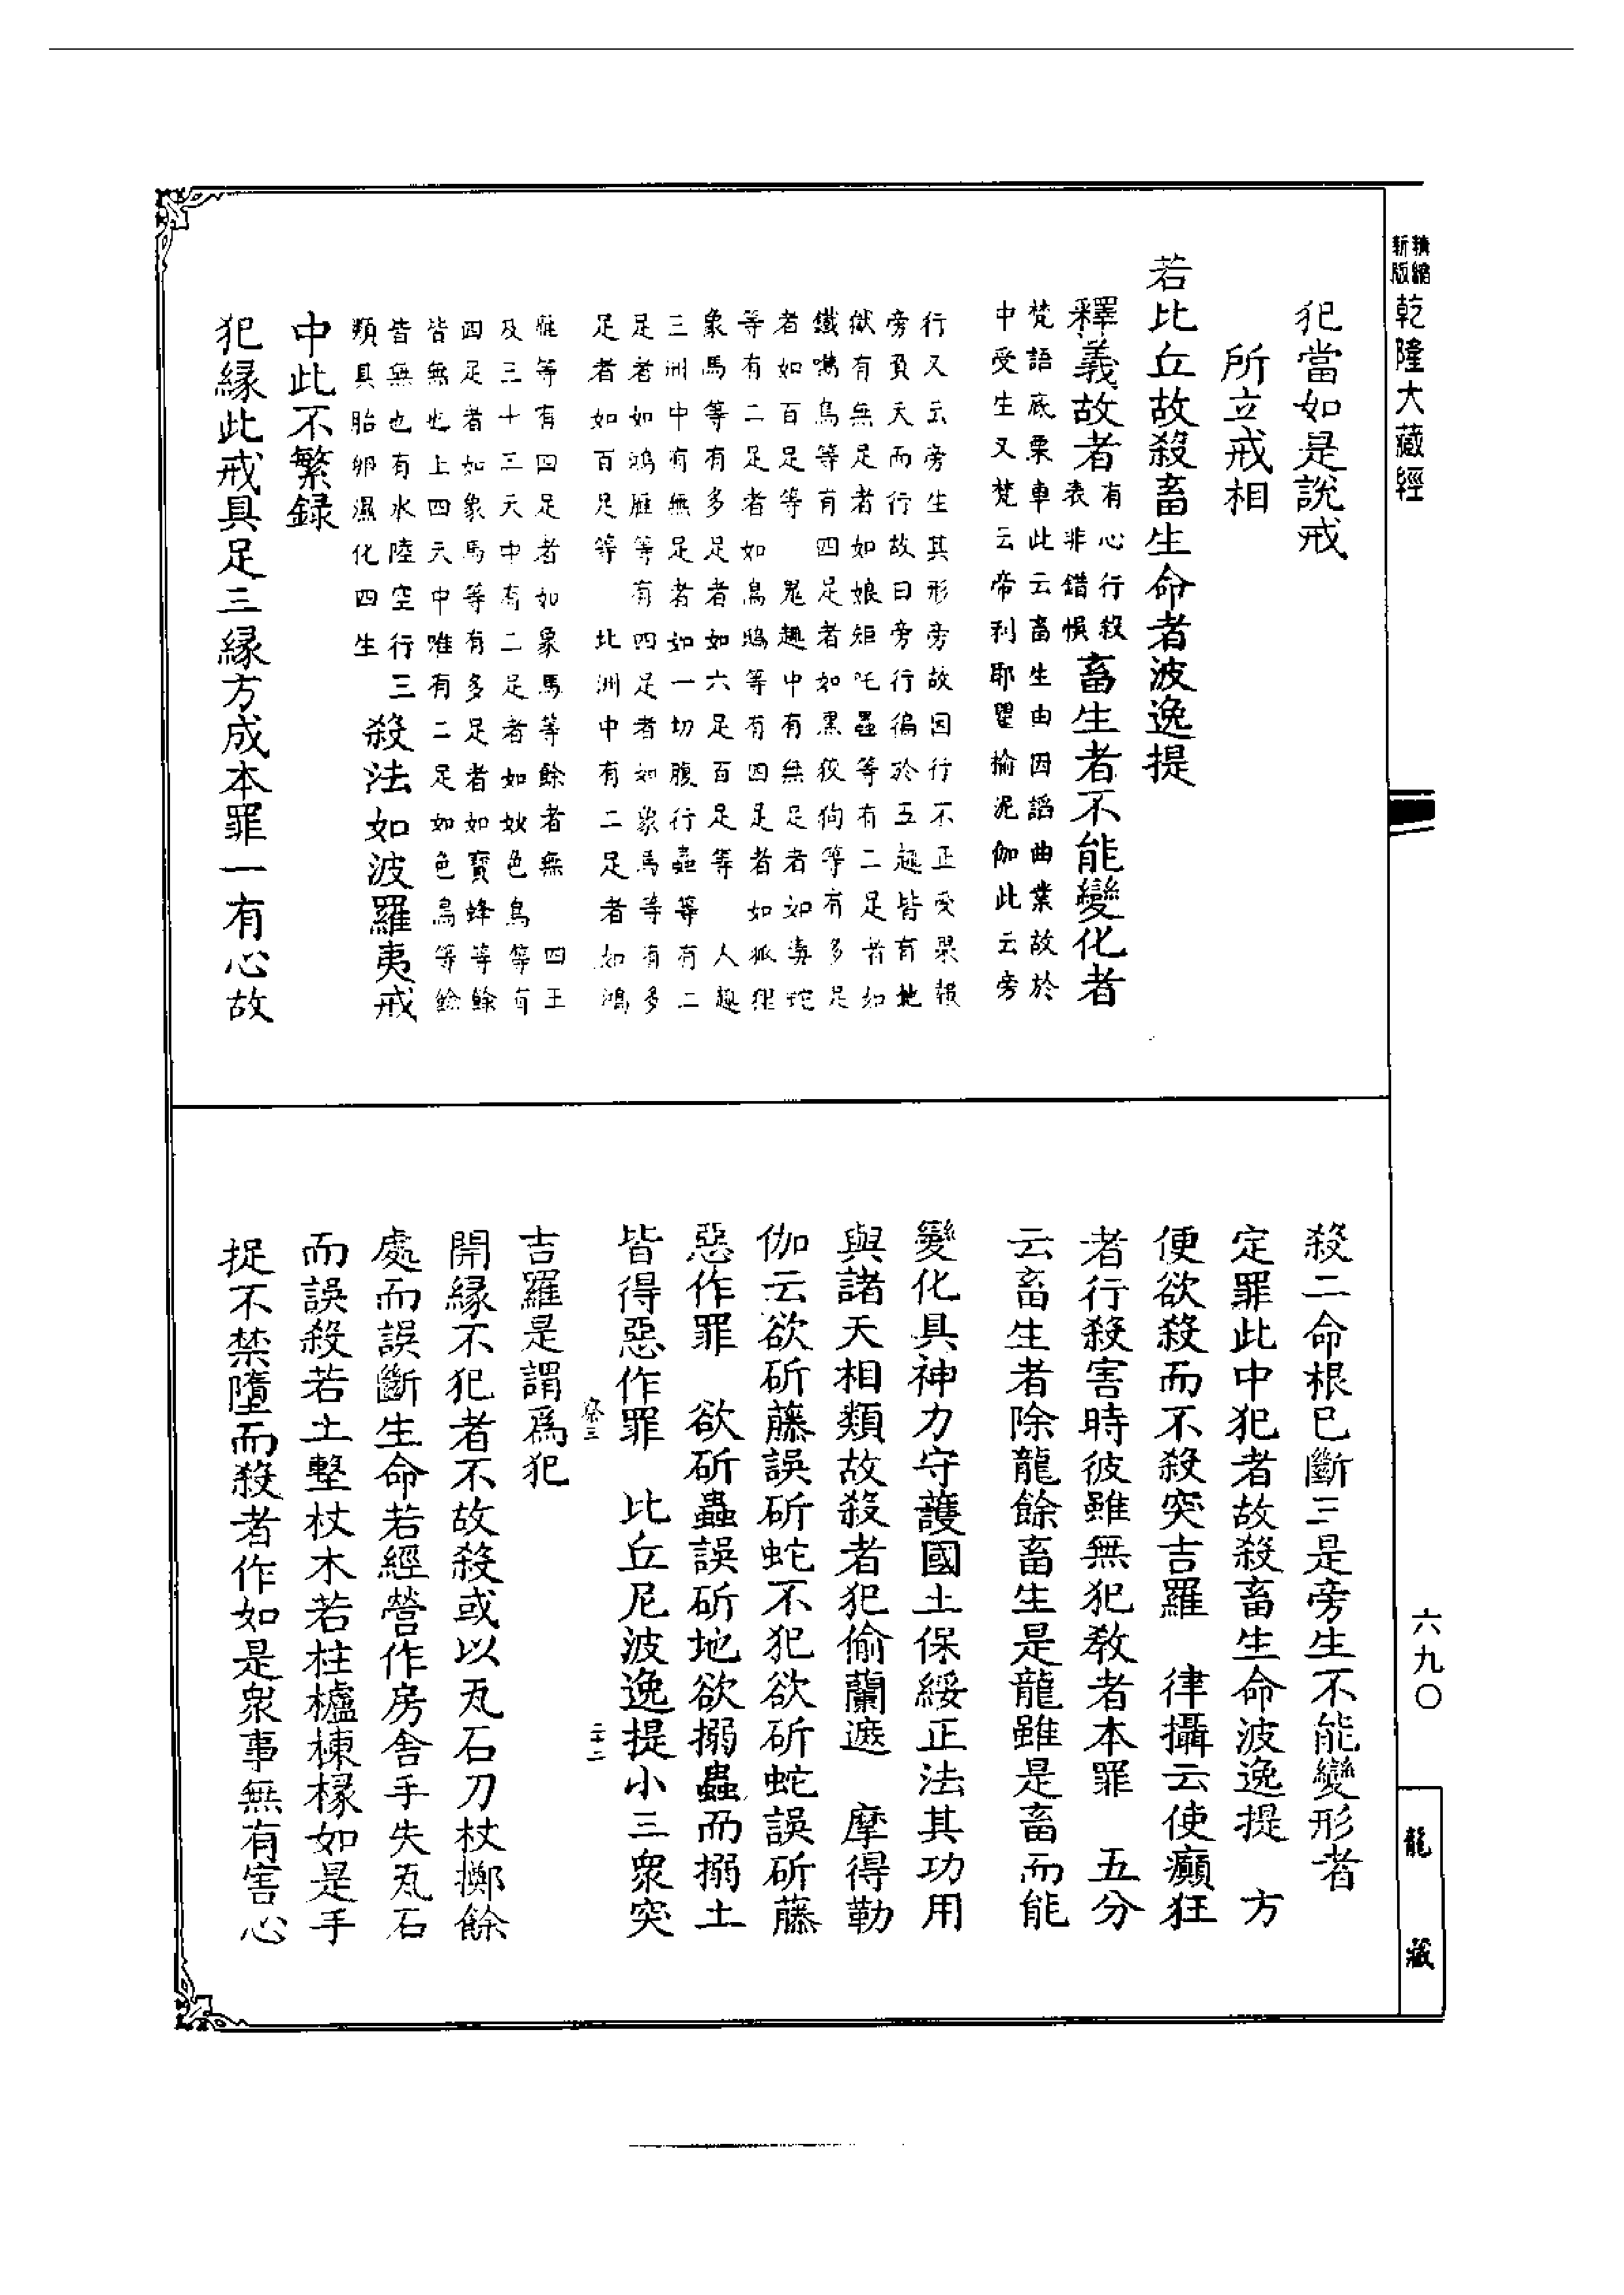 精縮
新版
乾隆大藏經
犯當如是說戒
所立戒相
若比丘故殺畜生命者波逸提
釋義故者
有心行殺
表非錯悞
畜生者不能變化者
梵語底栗車此云畜生由因謟曲業故於
中受生又梵云帝利耶瞿揄泥伽此云旁
行又云旁生其形旁故因行不正受果報
旁負天而行故曰旁行徧於五趣皆有地
獄有無足者如娘矩吒蟲等有二足者如
鐵嘴鳥等有四足者如黑狡狗等有多足
者如百足等 鬼趣中有無足者如毒蛇
等有二足者如鳥鴟等有四足者如狐狸
象馬等有多足者如六足百足等 人趣
三洲中有無足者如一切腹行蟲等有二
足者如鴻雁等有四足者如象馬等有多
足者如百足等 北洲中有二足者如鴻
雁等有四足者如象馬等餘者無 四王
及三十三天中有二足者如妙色鳥等有
四足者如象馬等有多足者如寶蜂等餘
皆無也上四天中唯有二足如色鳥等餘
皆無也有水陸空行三
類具胎卵濕化四生
殺法如波羅夷戒
中此不繁録
犯縁此戒具足三縁方成本罪一有心故
殺二命根已斷三是旁生不能變形者
定罪此中犯者故殺畜生命波逸提 方
便欲殺而不殺突吉羅 律攝云使癲狂
者行殺害時彼雖無犯教者本罪 五分
云畜生者除龍餘畜生是龍雖是畜而能
變化具神力守護國土保綏正法其功用
與諸天相類故殺者犯偷蘭遮 摩得勒
伽云欲斫藤誤斫蛇不犯欲斫蛇誤斫藤
惡作罪 欲斫蟲誤斫地欲搦蟲而搦土
皆得惡作罪 比丘尼波逸提小三衆突
吉羅是謂爲犯
開縁不犯者不故殺或以瓦石刀杖擲餘
處而誤斷生命若經營作房舍手失瓦石
而誤殺若土墼杖木若柱櫨棟椽如是手
捉不禁墮而殺者作如是衆事無有害心
六九〇
龍藏